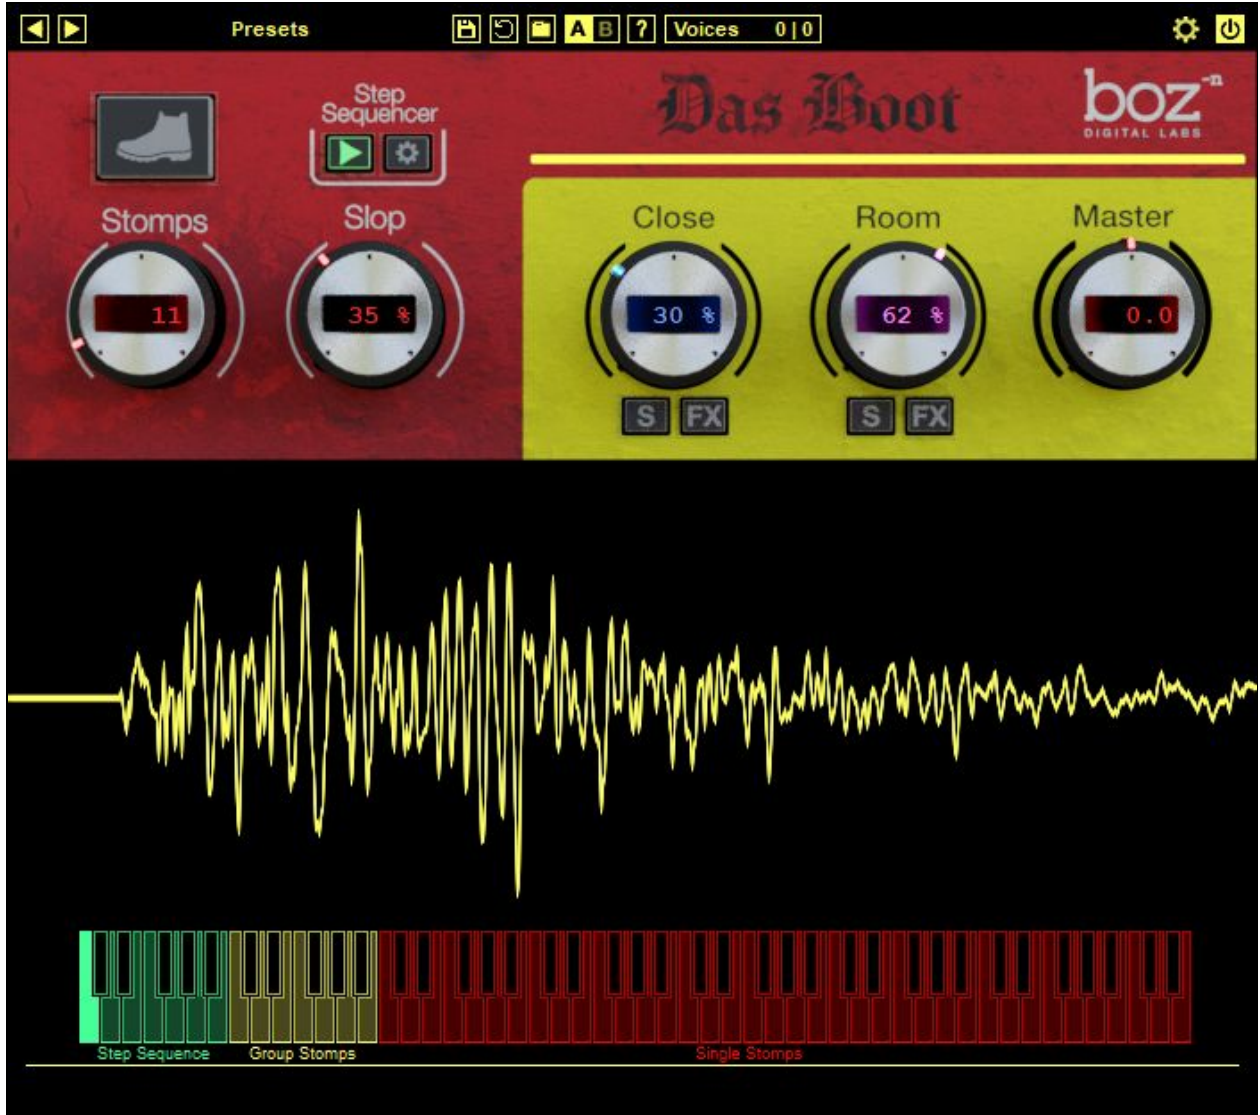 Presets
A B ? Voices 0|0
Step
Sequencer
Das Boot
boz-n
DIGITAL LABS
Stomps
Slop
Close
Room
Master
11
35 %
30 %
62 %
0.0
S FX
S FX
Step Sequence
Group Stomps
Single Stomps